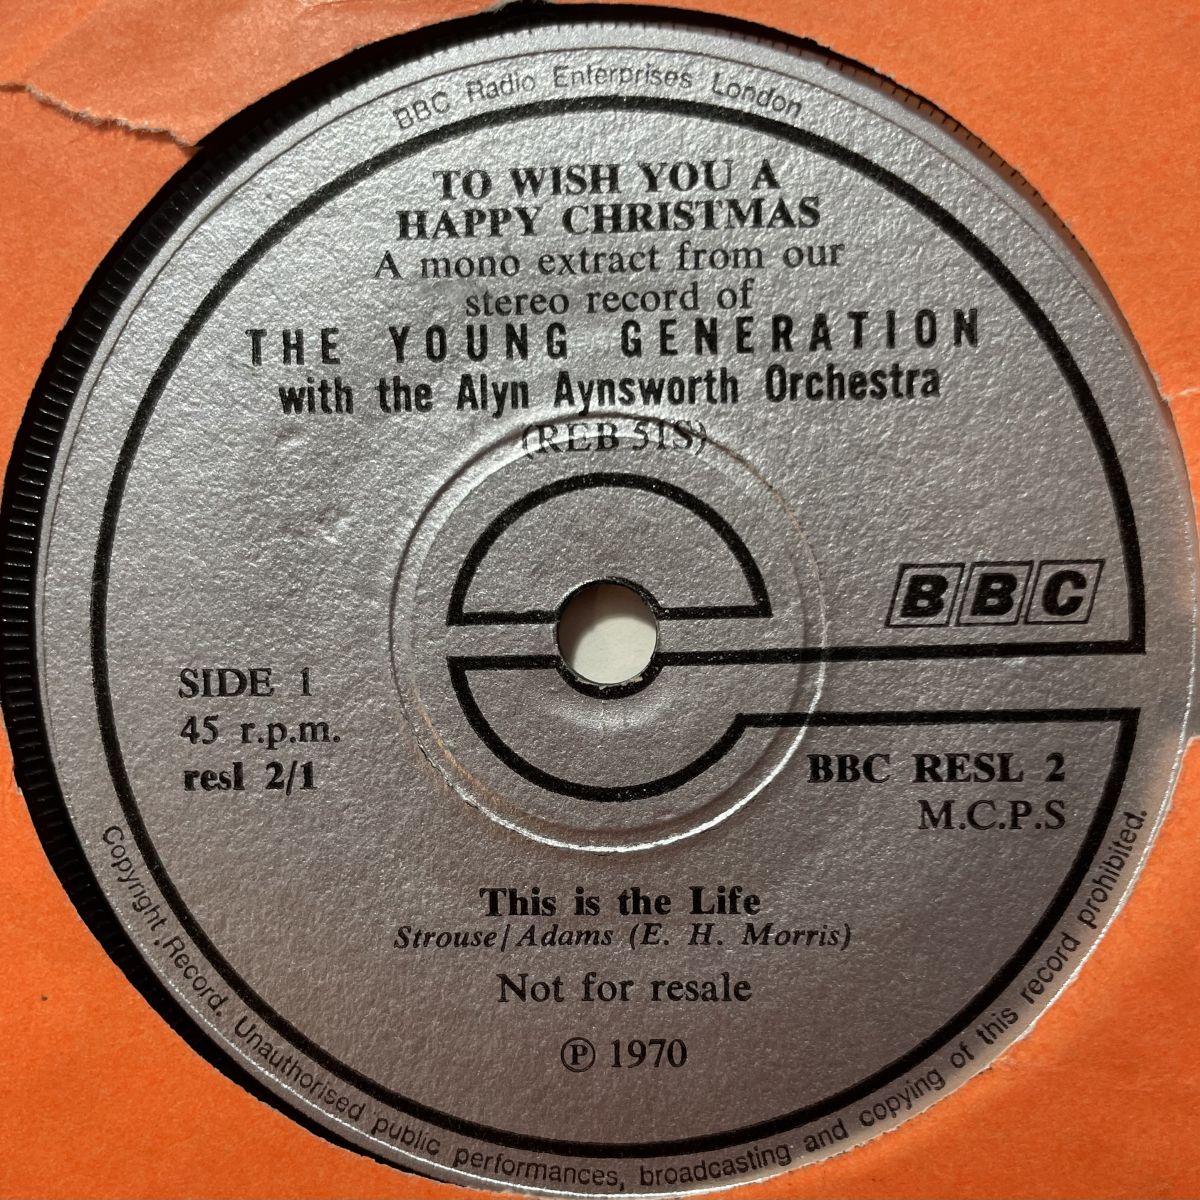 BBC Radio Enterprises London
TO WISH YOU A
HAPPY CHRISTMAS
A mono extract from our
stereo record of
THE YOUNG GENERATION
with the Alyn Aynsworth Orchestra
(REB 51S)
BBC
SIDE 1
45 r.p.m.
resl 2/1
BBC RESL 2
M.C.P.S
This is the Life
Strouse/Adams (E. H. Morris)
Not for resale
℗ 1970
Copyright Record. Unauthorised public performances, broadcasting and copying of this record prohibited.